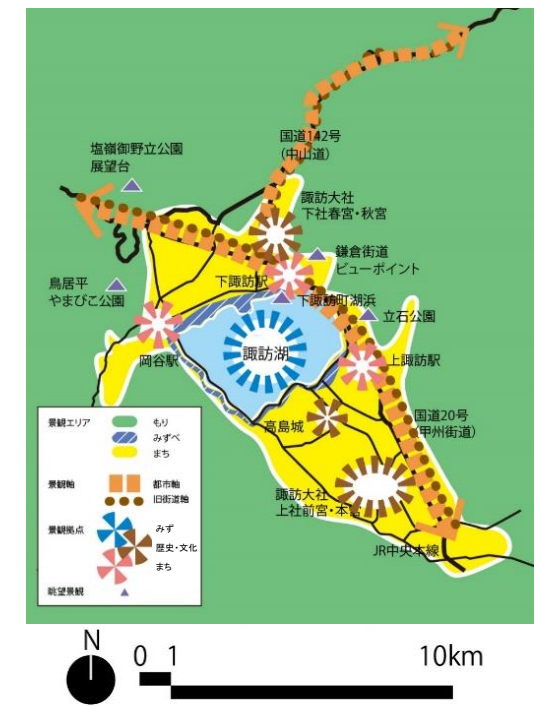 国道142号
(中山道)
塩嶺御野立公園
展望台
諏訪大社
下社春宮・秋宮
鎌倉街道
ビューポイント
下諏訪駅
鳥居平
やまびこ公園
下諏訪町湖浜
立石公園
岡谷駅
諏訪湖
上諏訪駅
高島城
国道20号
(甲州街道)
諏訪大社
上社前宮・本宮
JR中央本線
景観エリア
もり
みずべ
まち
景観軸
都市軸
旧街道軸
景観拠点
みず
歴史・文化
まち
眺望景観
N
0 1 10km